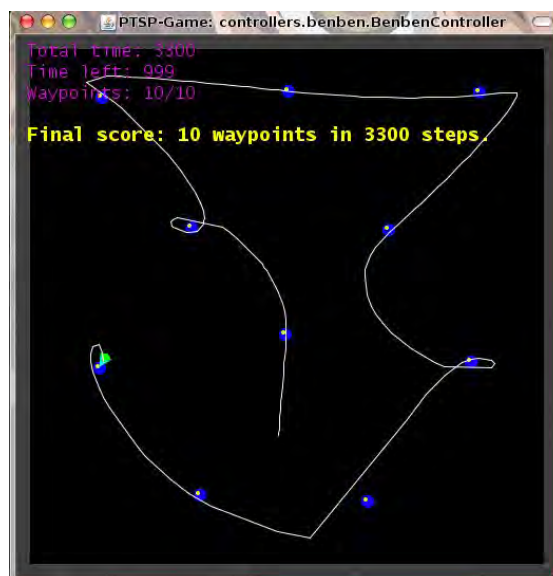 PTSP-Game: controllers.benben.BenbenController
Total time: 3300
Time left: 999
Waypoints: 10/10
Final score: 10 waypoints in 3300 steps.